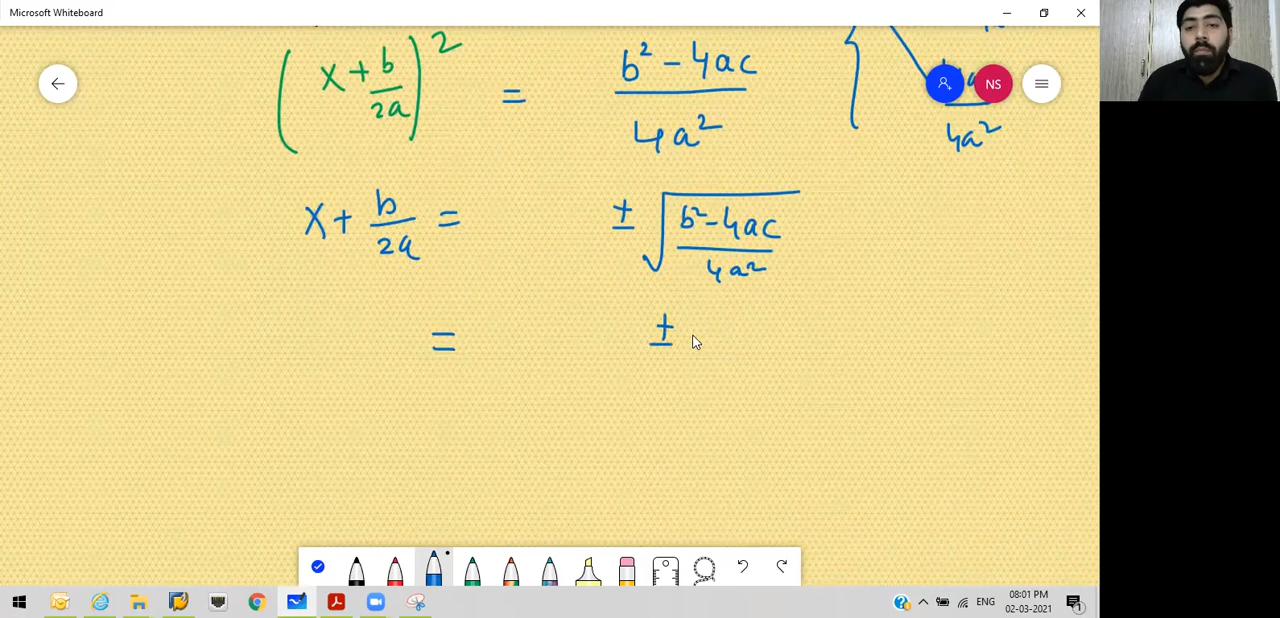 Microsoft Whiteboard
(x + b/2a)² = (b² - 4ac)/4a²
4a²
NS
x + b/2a = ± √((b² - 4ac)/4a²)
= ±
ENG
08:01 PM
02-03-2021
1